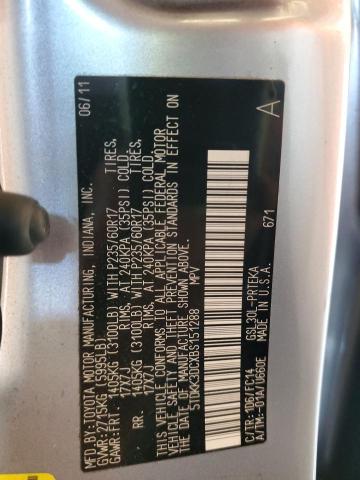 MFD. BY:TOYOTA MOTOR MANUFACTURING, INDIANA, INC. 06/11
GVWR:2715KG (5995LB)
GAWR:FRT. 1405KG (3100LB) WITH P235/60R17 TIRES,
17X7J RIMS, AT 240KPA (35PSI) COLD.
RR. 1405KG (3100LB) WITH P235/60R17 TIRES,
17X7J RIMS, AT 240KPA (35PSI) COLD.
THIS VEHICLE CONFORMS TO ALL APPLICABLE FEDERAL MOTOR
VEHICLE SAFETY AND THEFT PREVENTION STANDARDS IN EFFECT ON
THE DATE OF MANUFACTURE SHOWN ABOVE.
MPV
A
671
C/TR:1D6/FC14 GSL30L-PRTEKA
A/TM:-01A/U660E MADE IN U.S.A.